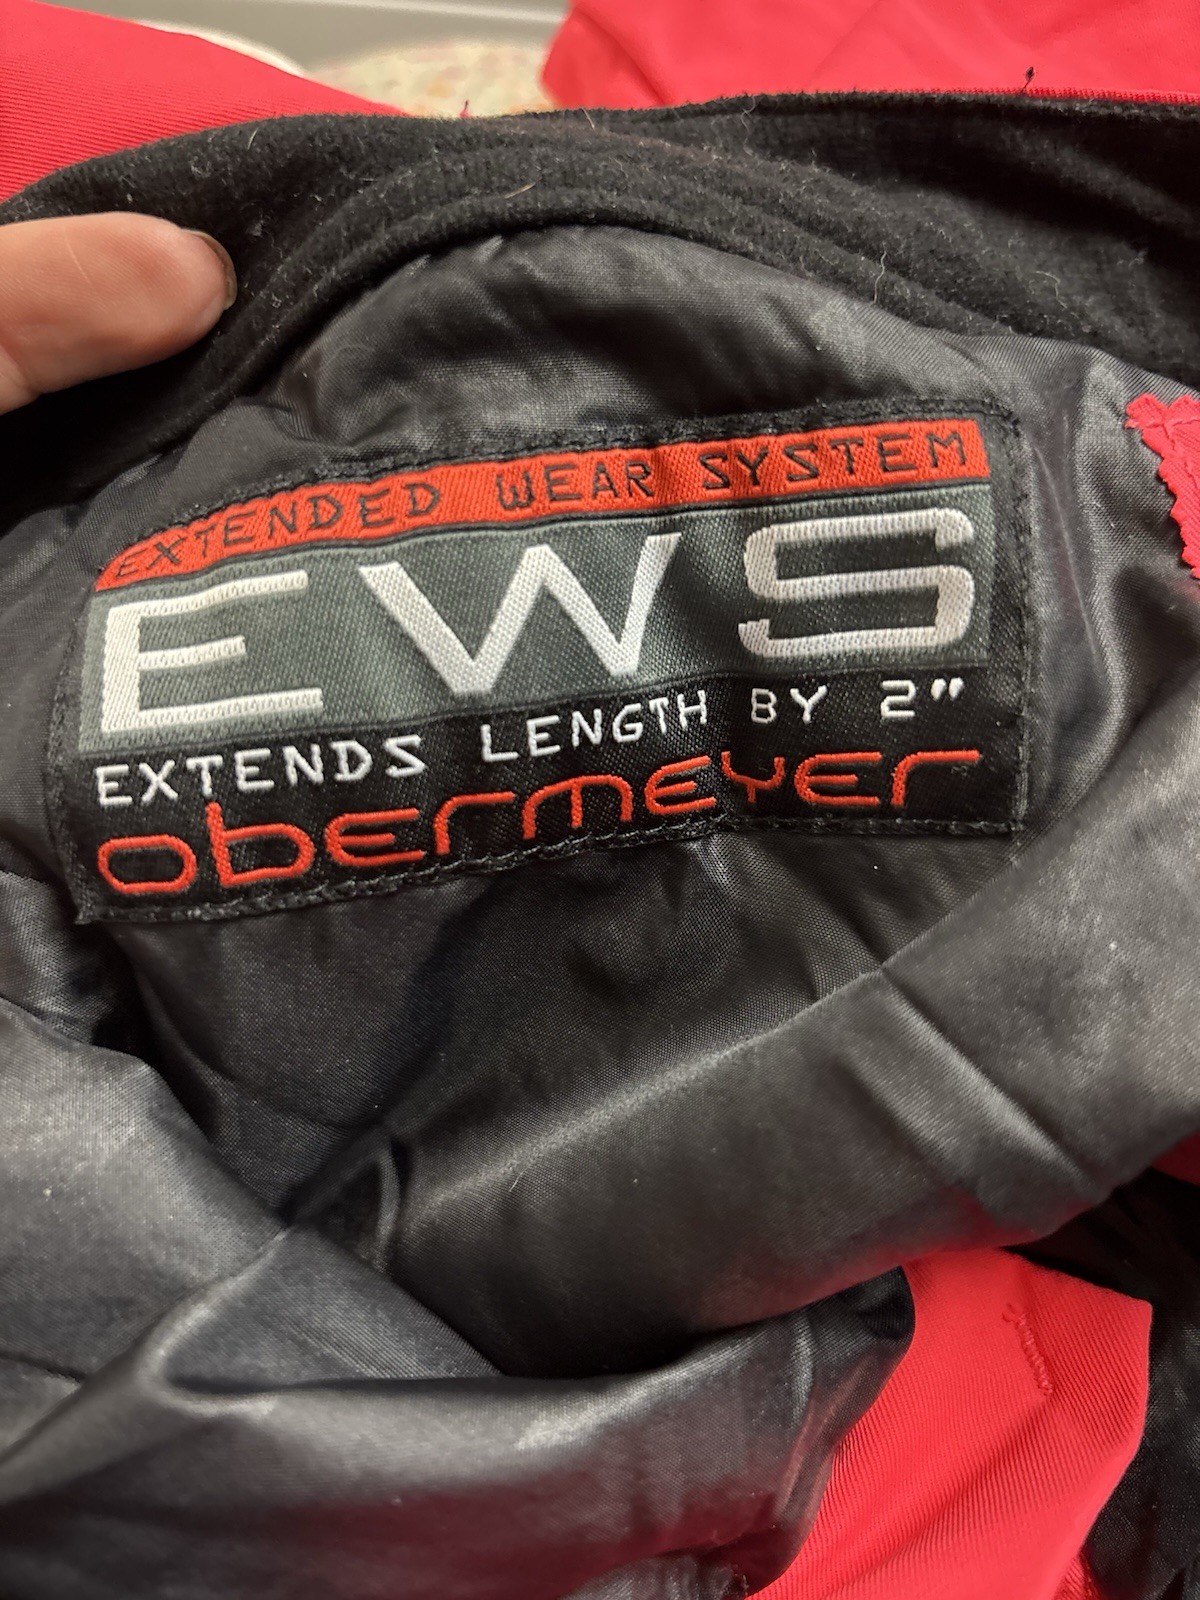 EXTENDED WEAR SYSTEM
EWS
EXTENDS LENGTH BY 2"
obermeyer